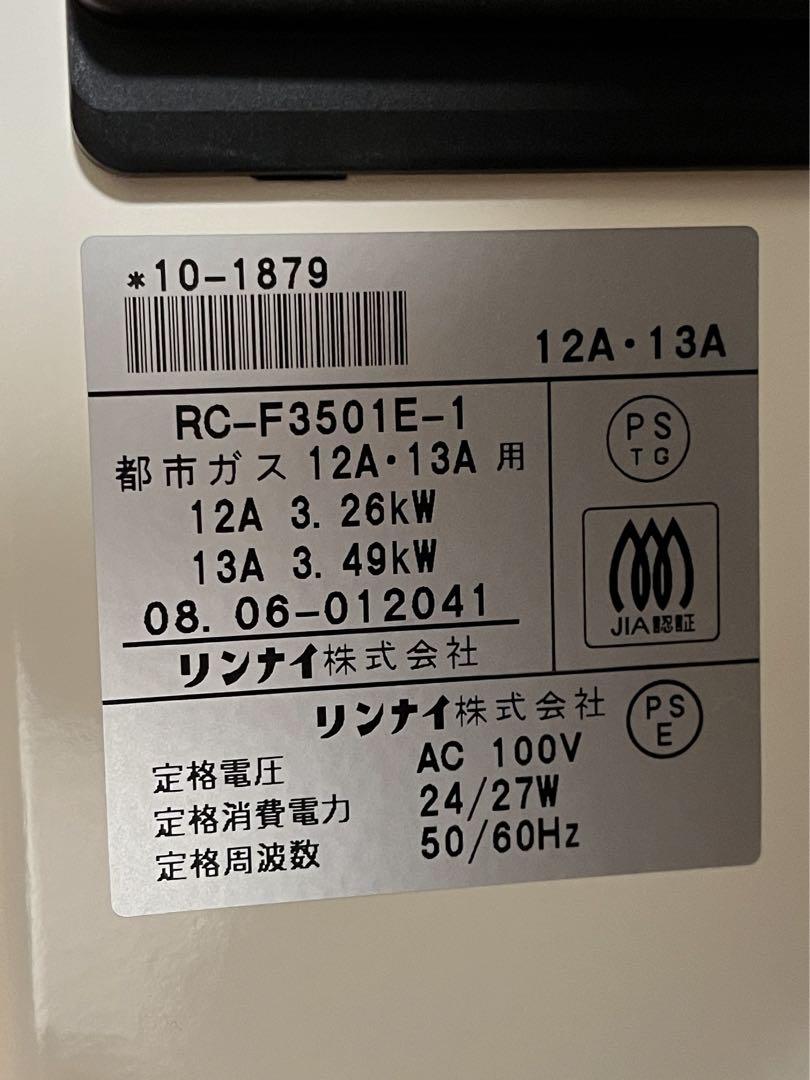 *10-1879
12A・13A
RC-F3501E-1
都市ガス 12A・13A 用
12A 3.26kW
13A 3.49kW
08.06-012041
リンナイ株式会社
PS
TG
JIA認証
リンナイ株式会社
PS
E
定格電圧 AC 100V
定格消費電力 24/27W
定格周波数 50/60Hz